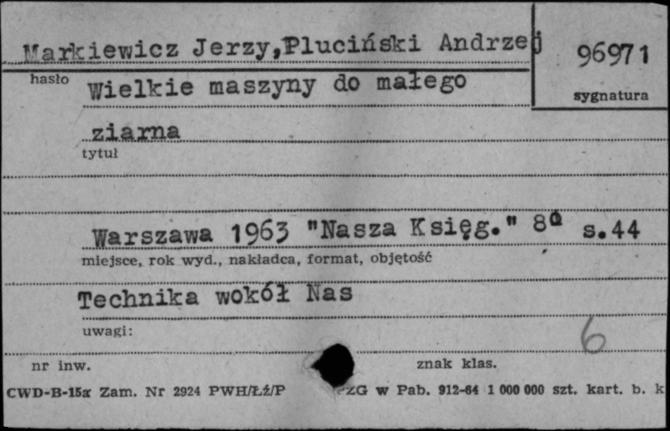 Markiewicz Jerzy,Pluciński Andrzej
96971
hasło
sygnatura
Wielkie maszyny do małego
ziarna
tytuł
Warszawa 1963 "Nasza Księg." 8º s.44
miejsce, rok wyd., nakładca, format, objętość
Technika wokół Nas
uwagi:
6
nr inw.
znak klas.
CWD-B-15a Zam. Nr 2924 PWH/Łź/P ZG w Pab. 912-64 1 000 000 szt. kart. b. k